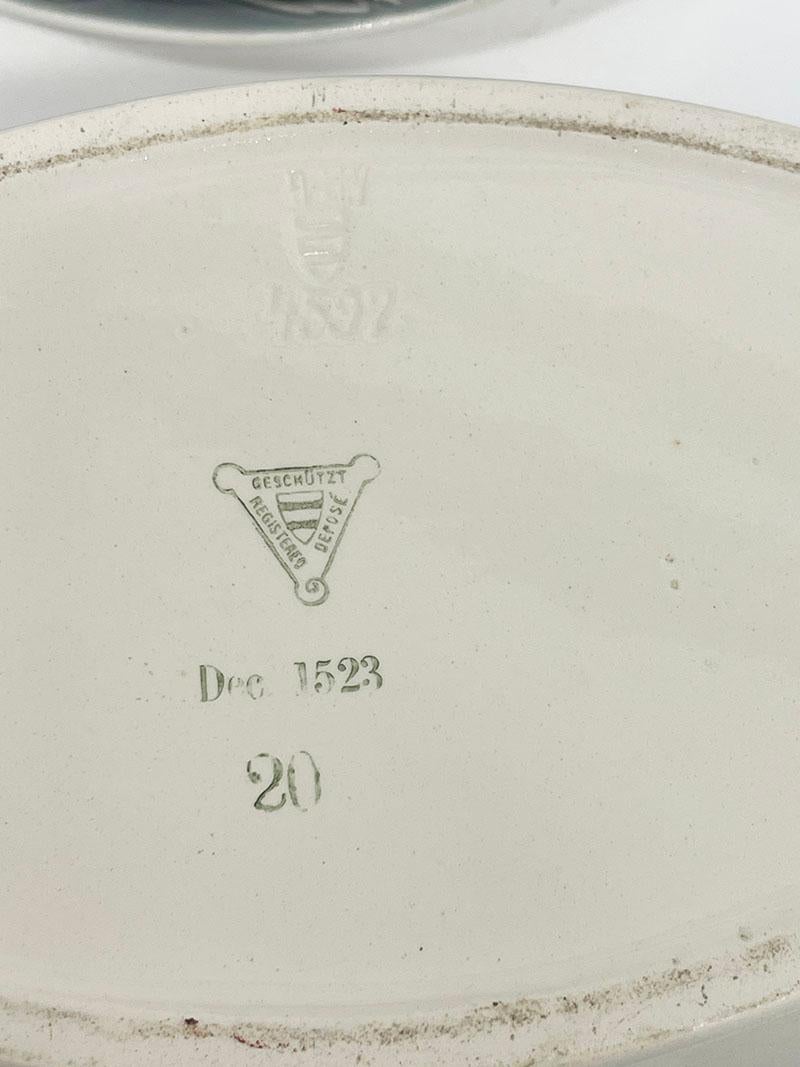 GESCHÜTZT
REGISTERED
DEPOSÉ
Dec. 1523
20